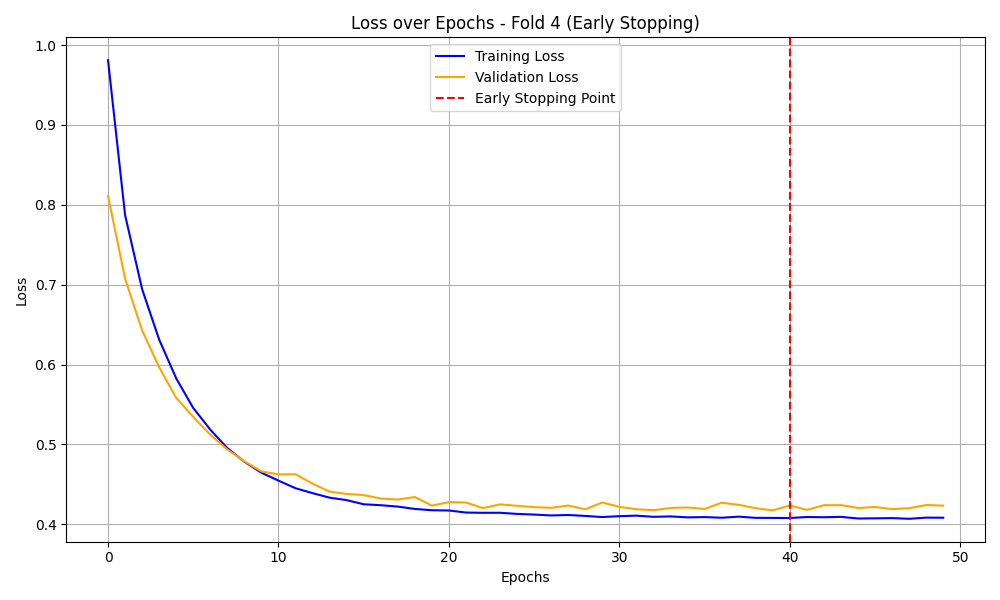 Loss over Epochs - Fold 4 (Early Stopping)
Training Loss
Validation Loss
Early Stopping Point
1.0
0.9
0.8
0.7
0.6
0.5
0.4
Loss
0 10 20 30 40 50
Epochs